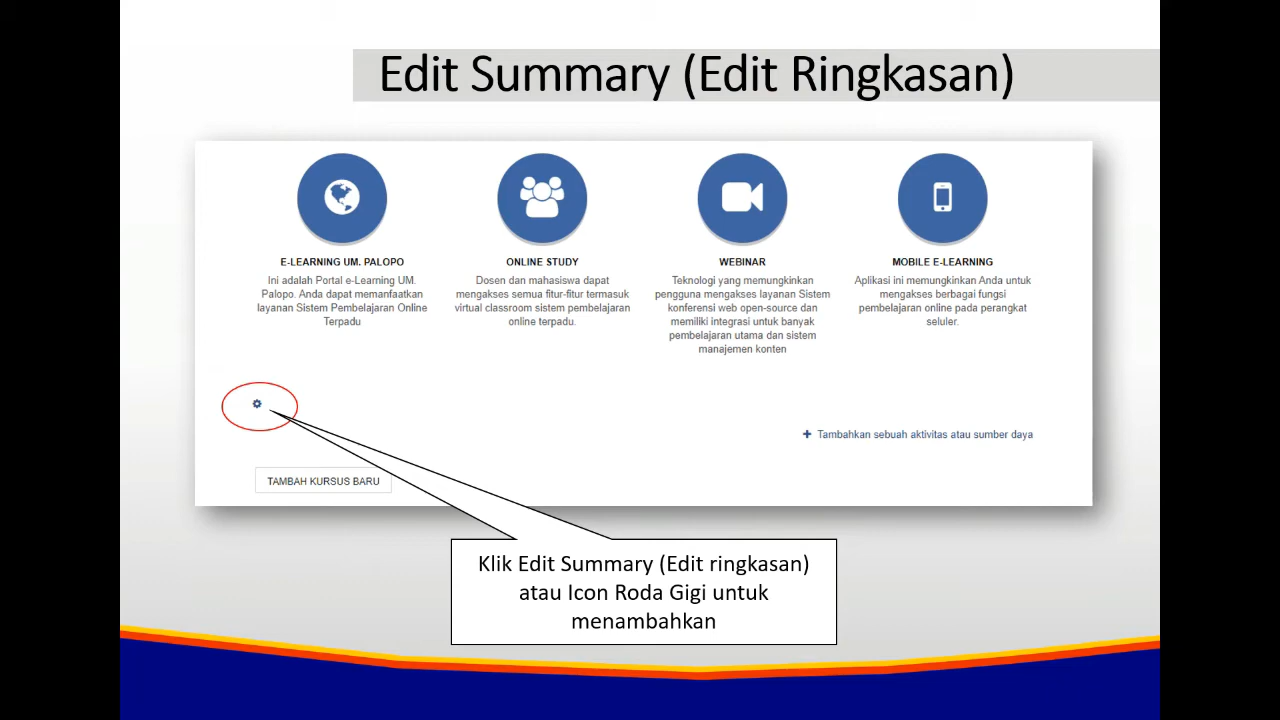 Edit Summary (Edit Ringkasan)
E-LEARNING UM. PALOPO
Ini adalah Portal e-Learning UM.
Palopo. Anda dapat memanfaatkan
layanan Sistem Pembelajaran Online
Terpadu
ONLINE STUDY
Dosen dan mahasiswa dapat
mengakses semua fitur-fitur termasuk
virtual classroom sistem pembelajaran
online terpadu.
WEBINAR
Teknologi yang memungkinkan
pengguna mengakses layanan Sistem
konferensi web open-source dan
memiliki integrasi untuk banyak
pembelajaran utama dan sistem
manajemen konten
MOBILE E-LEARNING
Aplikasi ini memungkinkan Anda untuk
mengakses berbagai fungsi
pembelajaran online pada perangkat
seluler.
Tambahkan sebuah aktivitas atau sumber daya
TAMBAH KURSUS BARU
Klik Edit Summary (Edit ringkasan)
atau Icon Roda Gigi untuk
menambahkan